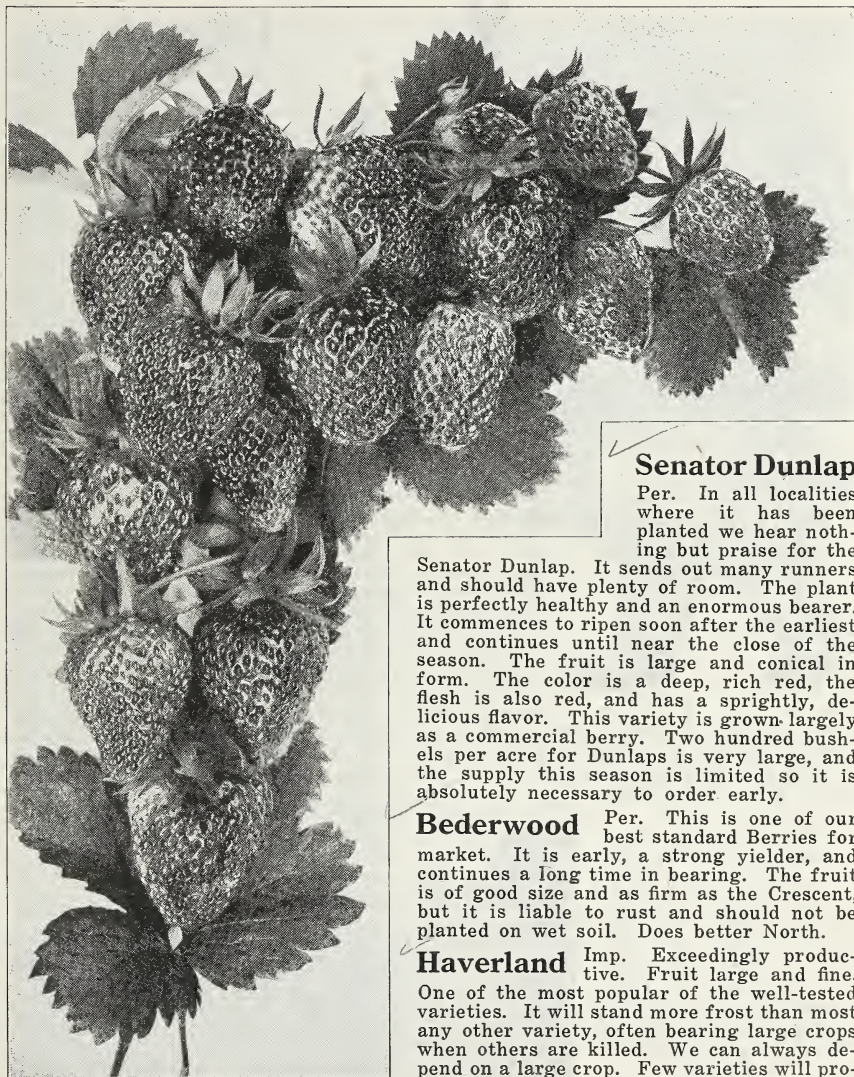 Senator Dunlap
Per. In all localities
where it has been
planted we hear noth-
ing but praise for the
Senator Dunlap. It sends out many runners
and should have plenty of room. The plant
is perfectly healthy and an enormous bearer.
It commences to ripen soon after the earliest
and continues until near the close of the
season. The fruit is large and conical in
form. The color is a deep, rich red, the
flesh is also red, and has a sprightly, de-
licious flavor. This variety is grown largely
as a commercial berry. Two hundred bush-
els per acre for Dunlaps is very large, and
the supply this season is limited so it is
absolutely necessary to order early.
Bederwood Per. This is one of our
best standard Berries for
market. It is early, a strong yielder, and
continues a long time in bearing. The fruit
is of good size and as firm as the Crescent,
but it is liable to rust and should not be
planted on wet soil. Does better North.
Haverland Imp. Exceedingly produc-
tive. Fruit large and fine.
One of the most popular of the well-tested
varieties. It will stand more frost than most
any other variety, often bearing large crops
when others are killed. We can always de-
pend on a large crop. Few varieties will pro-